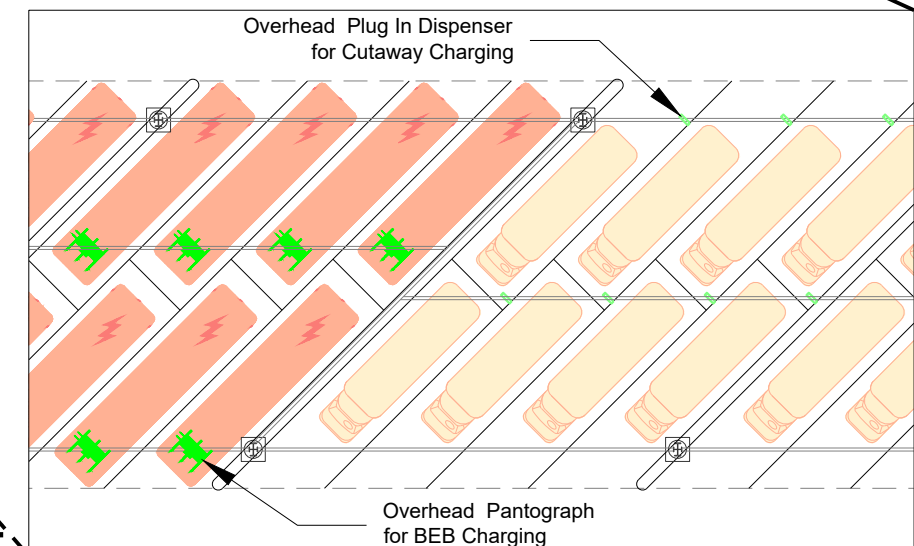 Overhead Plug In Dispenser
for Cutaway Charging
Overhead Pantograph
for BEB Charging